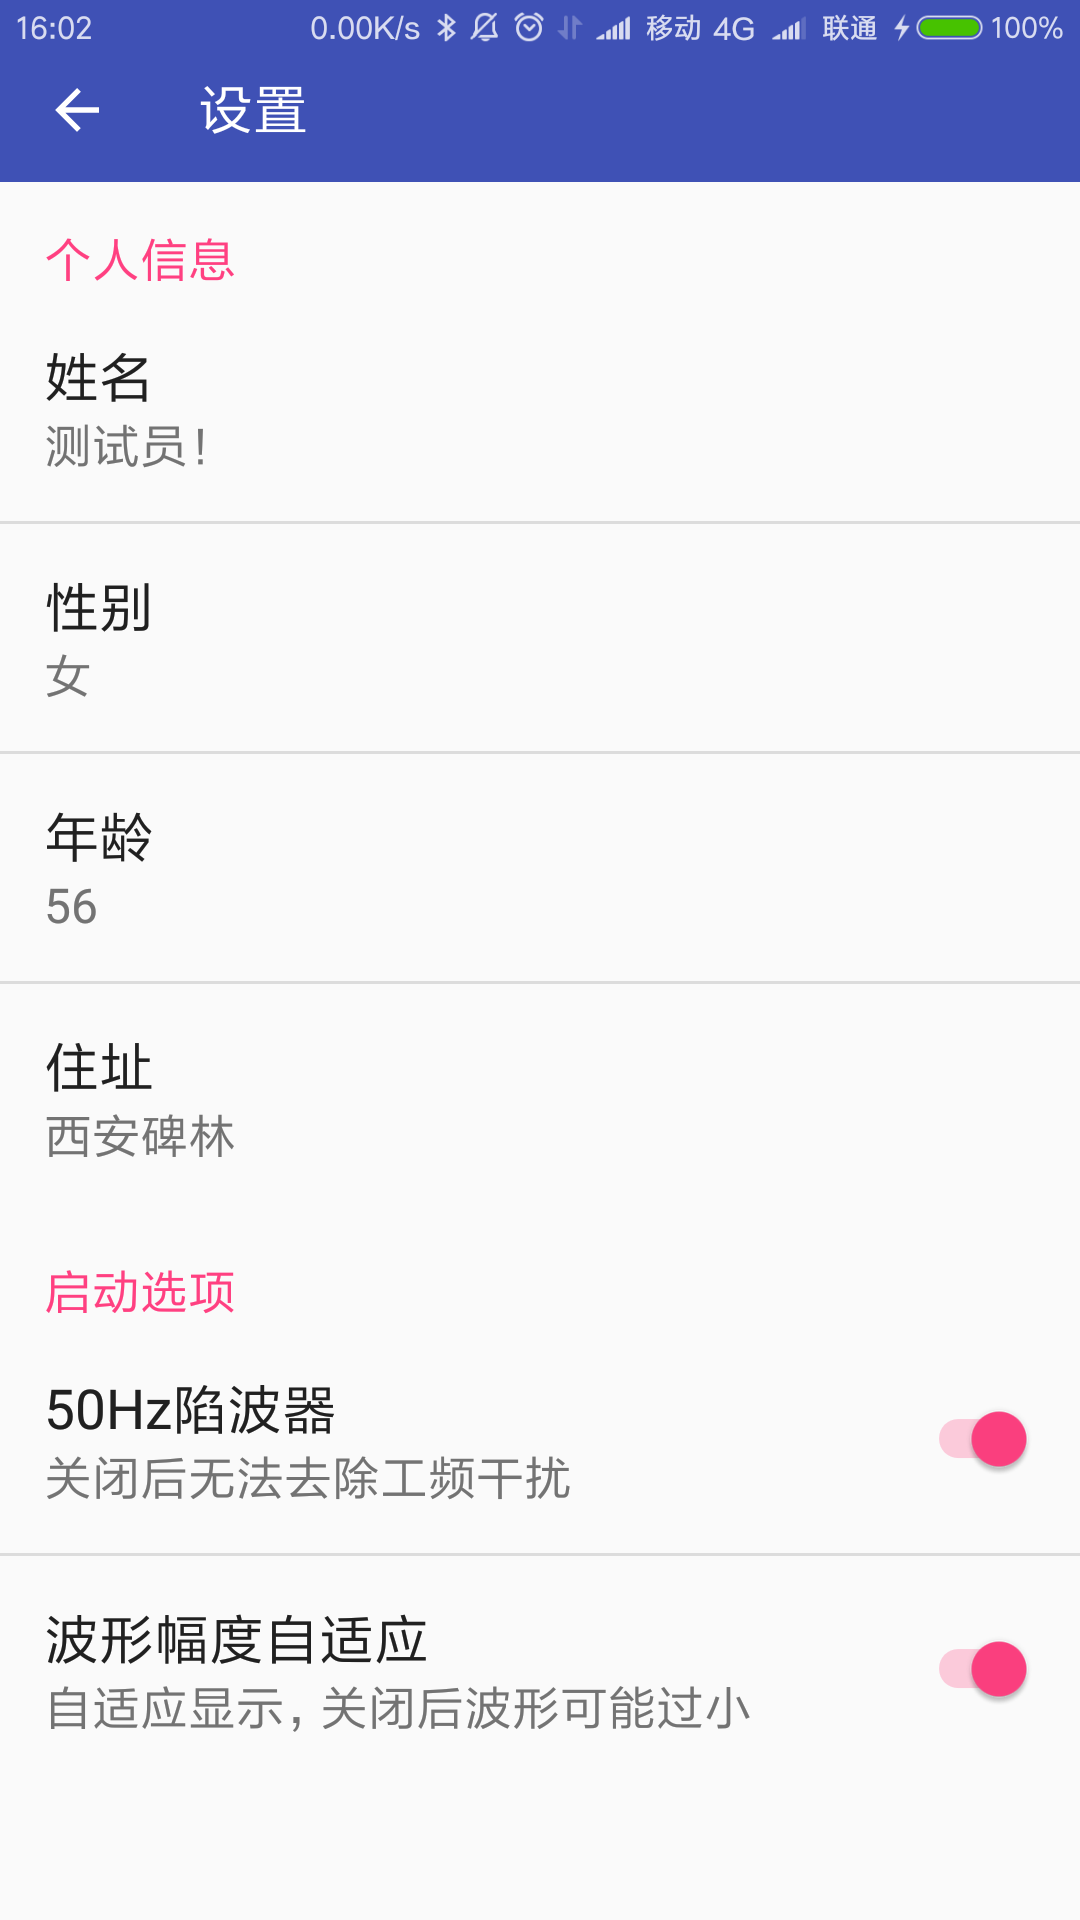 16:02 0.00K/s 移动 4G 联通 100%
设置
个人信息
姓名
测试员！
性别
女
年龄
56
住址
西安碑林
启动选项
50Hz陷波器
关闭后无法去除工频干扰
波形幅度自适应
自适应显示，关闭后波形可能过小